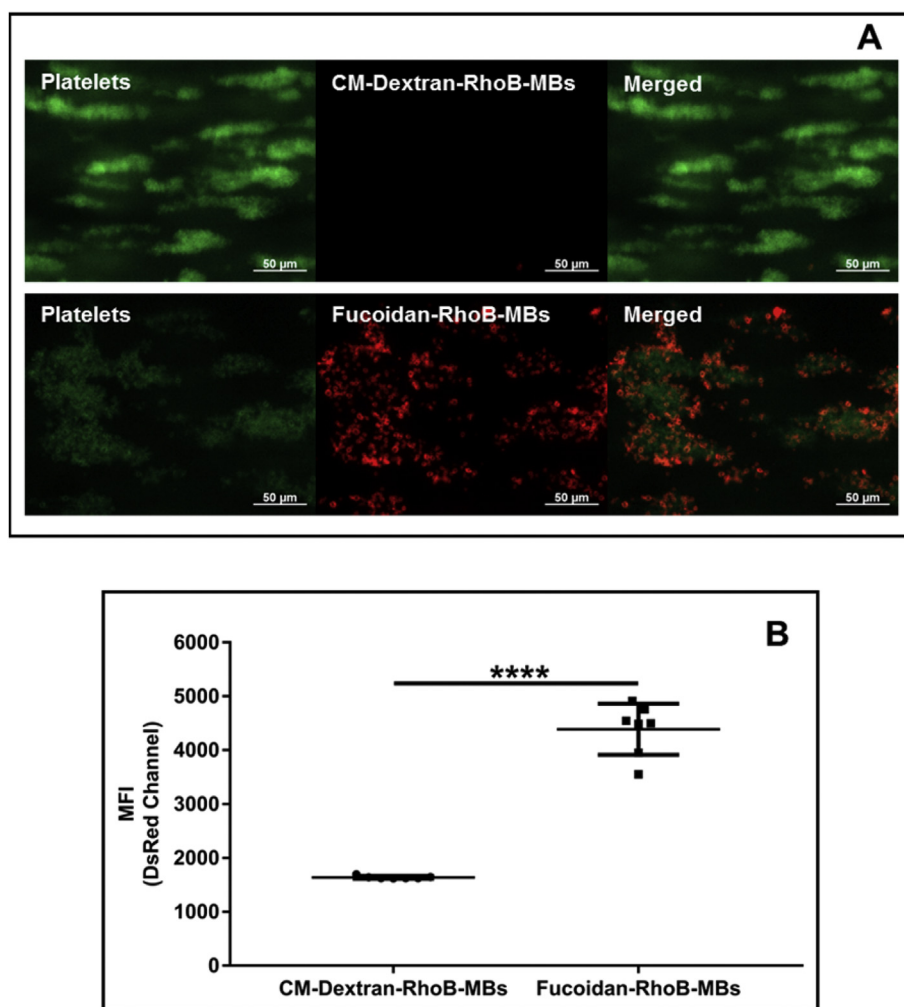 A
Platelets CM-Dextran-RhoB-MBs Merged
50 µm 50 µm 50 µm
Platelets Fucoidan-RhoB-MBs Merged
50 µm 50 µm 50 µm
B
****
6000
5000
4000
3000
2000
1000
0
MFI
(DsRed Channel)
CM-Dextran-RhoB-MBs Fucoidan-RhoB-MBs